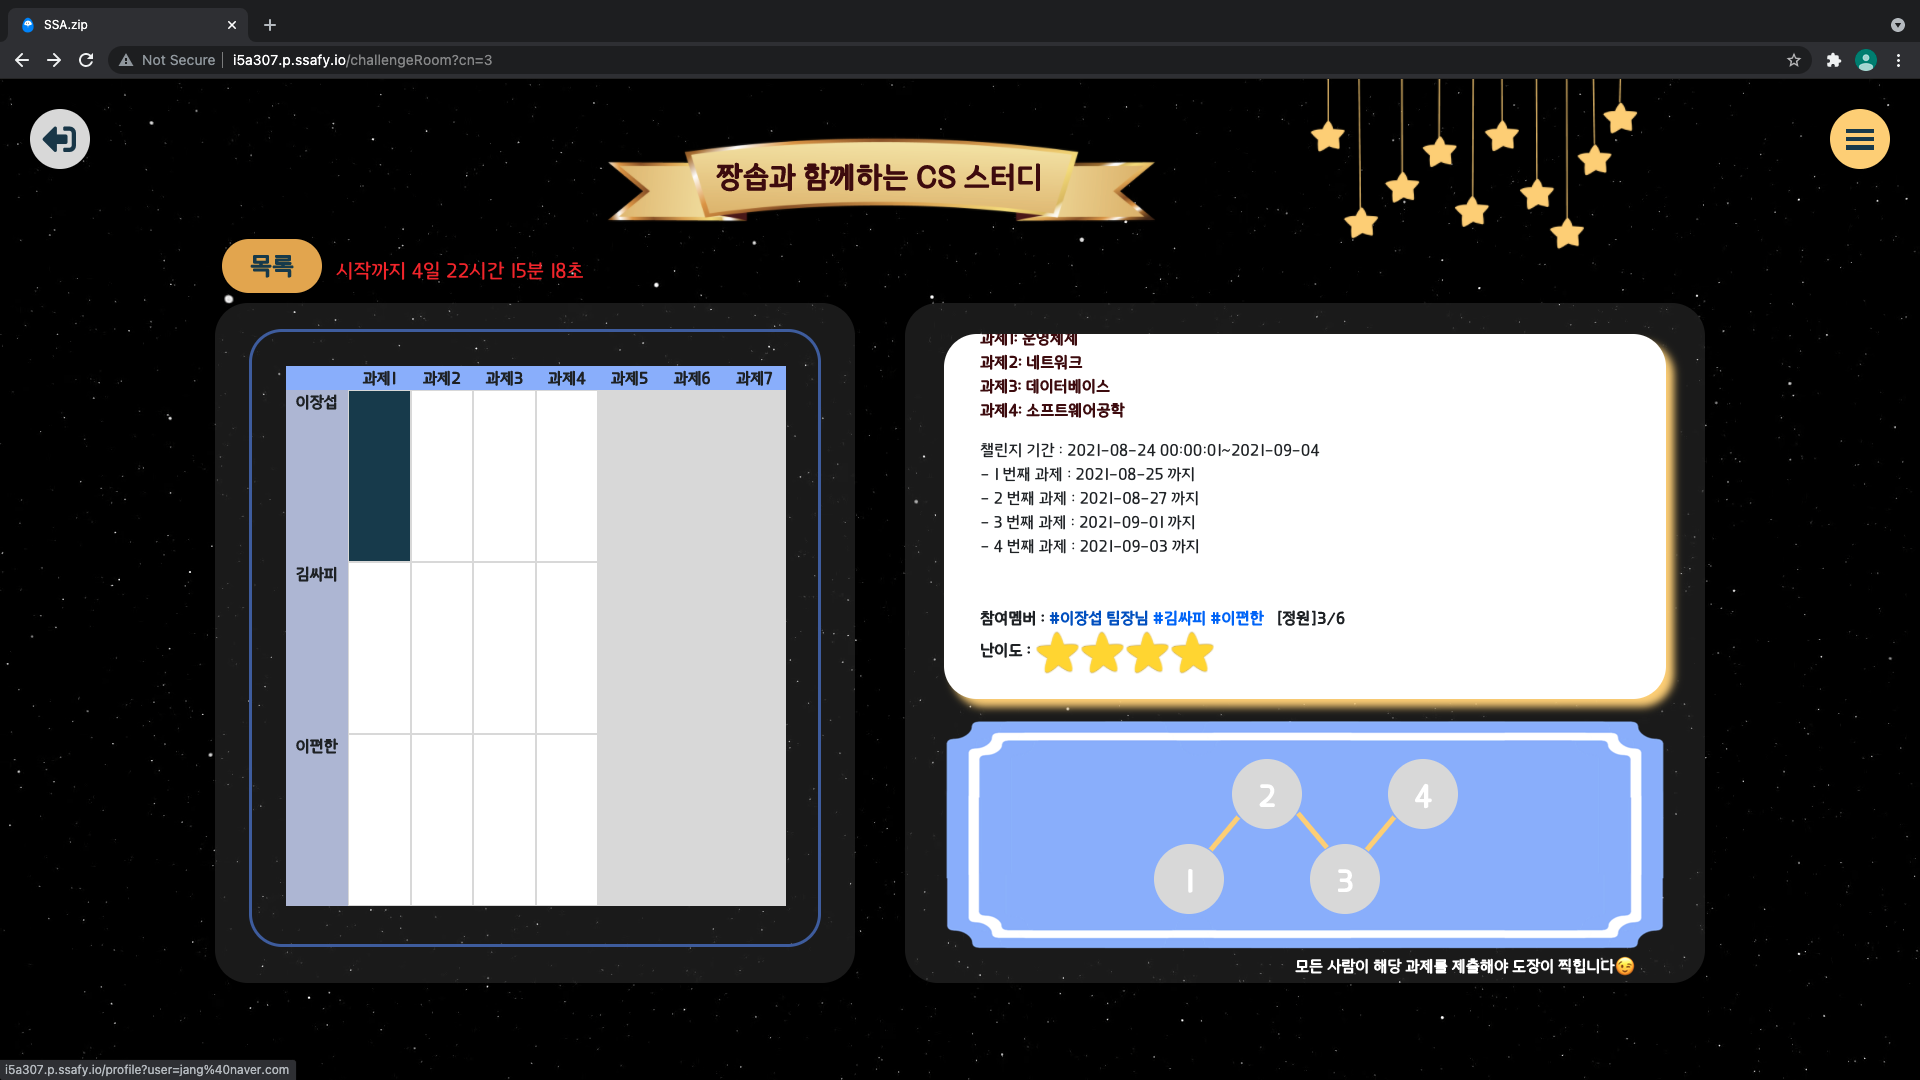 SSA.zip
Not Secure
i5a307.p.ssafy.io/challengeRoom?cn=3
짱솝과 함께하는 CS 스터디
목록
시작까지 4일 22시간 15분 18초
과제1 과제2 과제3 과제4 과제5 과제6 과제7
이장섭
김싸피
이편한
과제1: 운영체제
과제2: 네트워크
과제3: 데이터베이스
과제4: 소프트웨어공학
챌린지 기간 : 2021-08-24 00:00:01~2021-09-04
- 1 번째 과제 : 2021-08-25 까지
- 2 번째 과제 : 2021-08-27 까지
- 3 번째 과제 : 2021-09-01 까지
- 4 번째 과제 : 2021-09-03 까지
참여멤버 : #이장섭 팀장님 #김싸피 #이편한 [정원]3/6
난이도 :
2 4
1 3
모든 사람이 해당 과제를 제출해야 도장이 찍힙니다😉
i5a307.p.ssafy.io/profile?user=jang%40naver.com